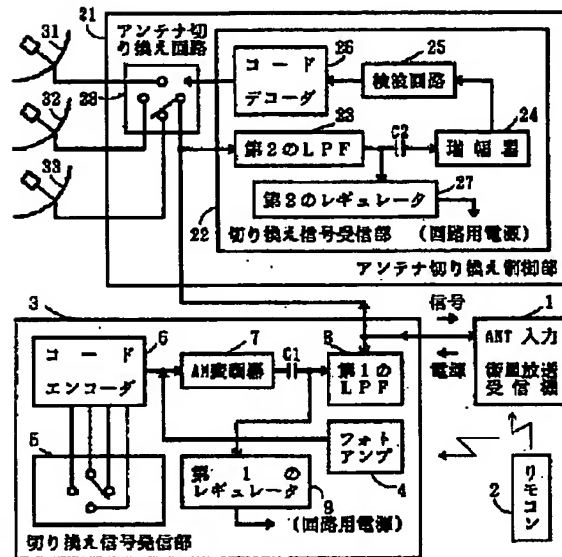 21
アンテナ切
り換え回路
31
28
32
33
26
コード
デコーダ
25
検波回路
23
第2のLPF
C2
24
増幅器
27
第2のレギュレータ
22
切り換え信号受信部
(回路用電源)
アンテナ切り換え制御部
信号
電源
1
ANT入力
衛星放送
受信機
3
6
コード
エンコーダ
7
AM変調器
C1
8
第1の
LPF
5
第1の
レギュレータ
9
フォト
アンプ
4
(回路用電源)
切り換え信号発信部
2
リモコン